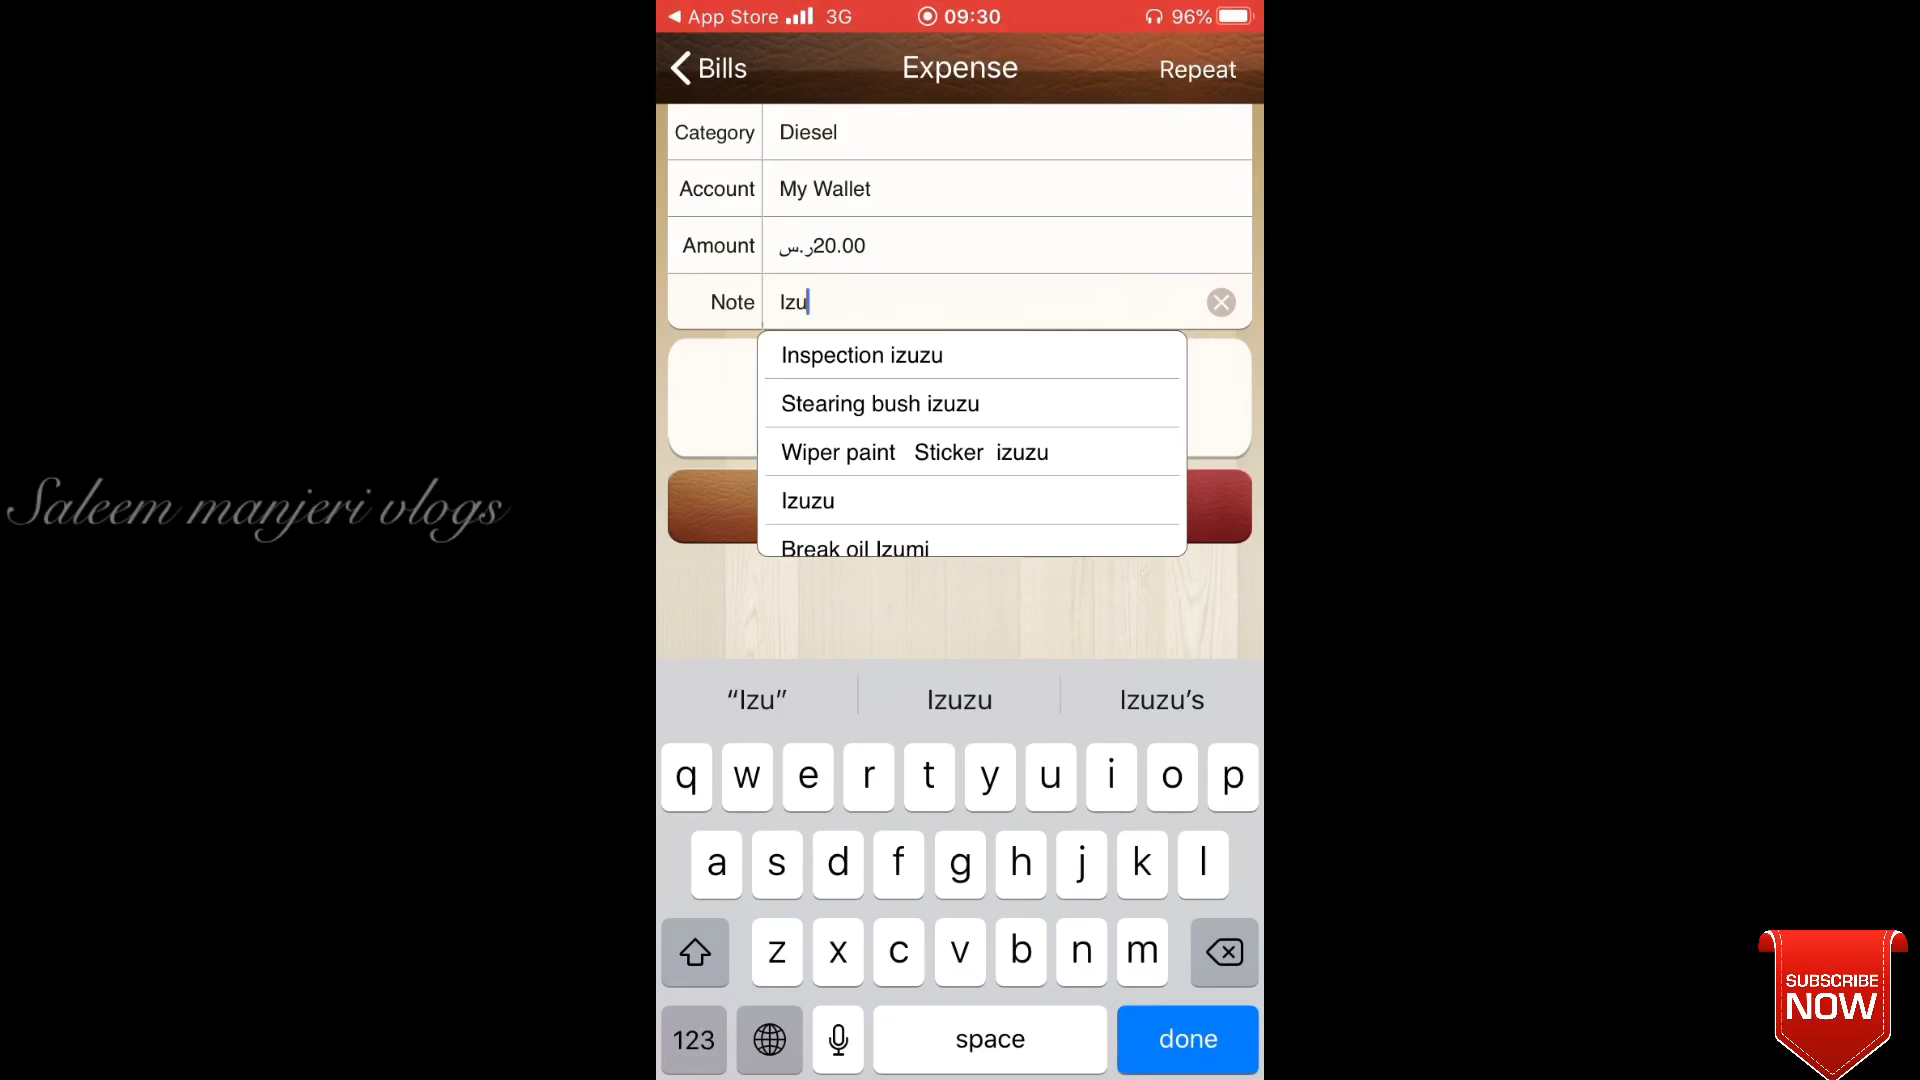 App Store 3G 09:30 96%
Bills Expense Repeat
Category Diesel
Account My Wallet
Amount ر.س20.00
Note Izu
Inspection izuzu
Stearing bush izuzu
Wiper paint Sticker izuzu
Izuzu
Break oil Izumi
Saleem manjeri vlogs
“Izu” Izuzu Izuzu’s
q w e r t y u i o p
a s d f g h j k l
z x c v b n m
123 space done
SUBSCRIBE
NOW